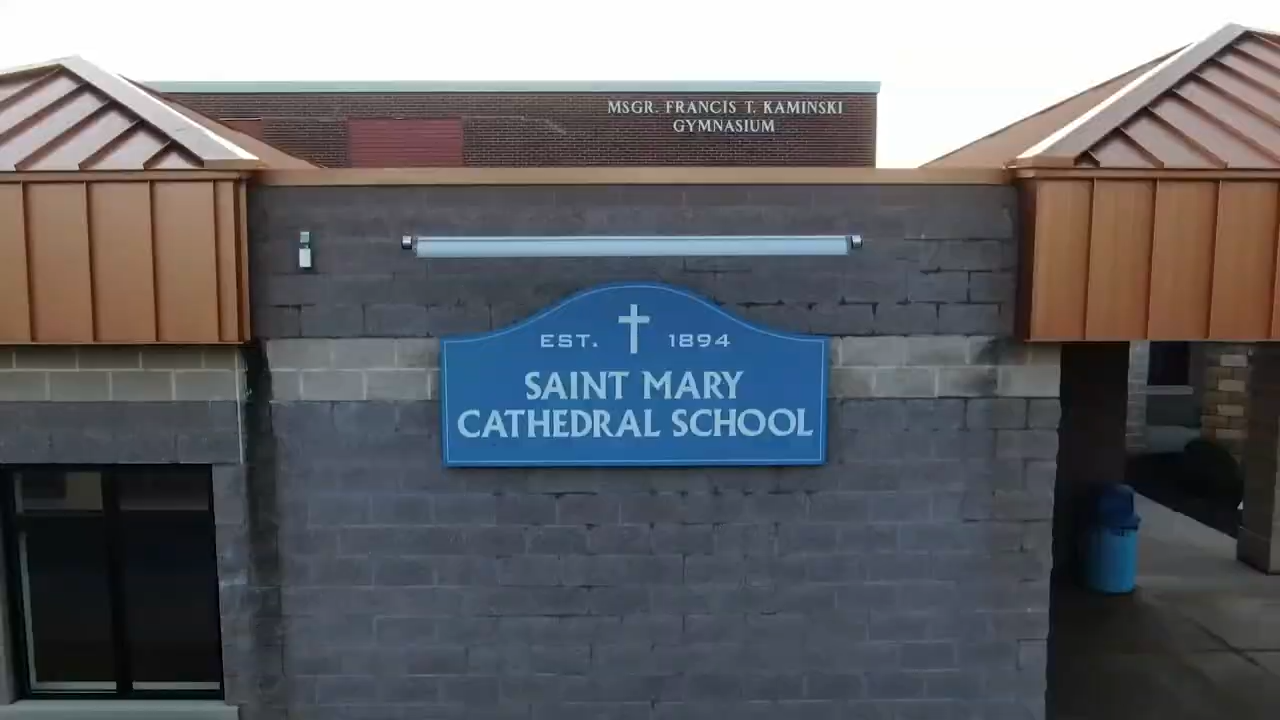 MSGR. FRANCIS T. KAMINSKI
GYMNASIUM
EST. 1894
SAINT MARY
CATHEDRAL SCHOOL